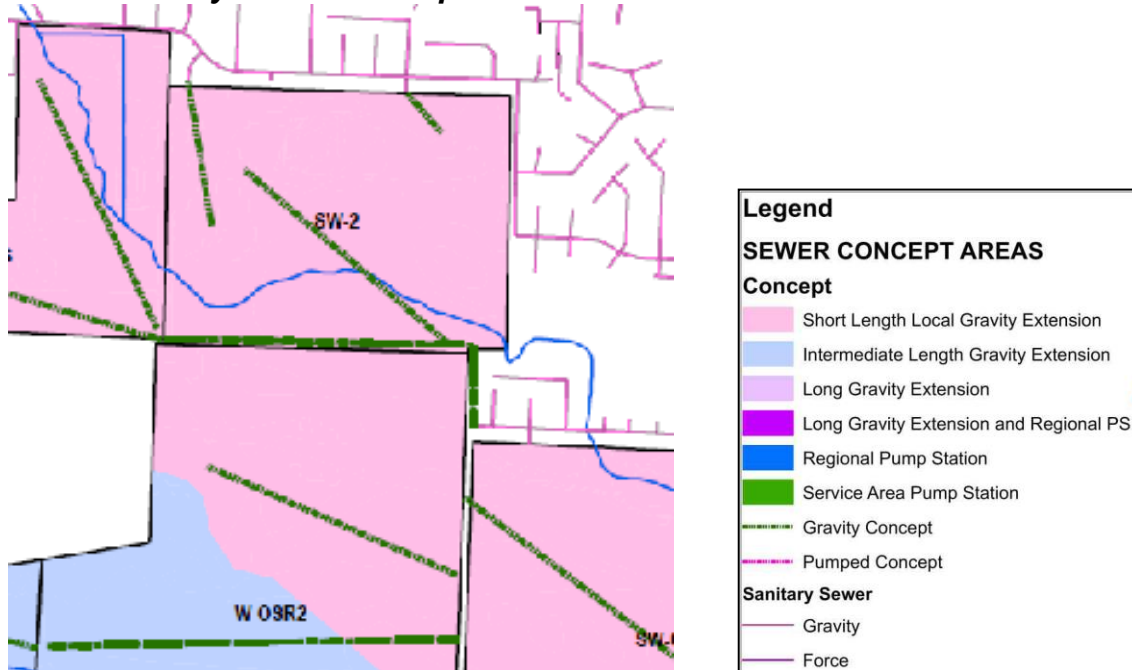 SW-2
W OSR2
Legend
SEWER CONCEPT AREAS
Concept
Short Length Local Gravity Extension
Intermediate Length Gravity Extension
Long Gravity Extension
Long Gravity Extension and Regional PS
Regional Pump Station
Service Area Pump Station
Gravity Concept
Pumped Concept
Sanitary Sewer
Gravity
Force